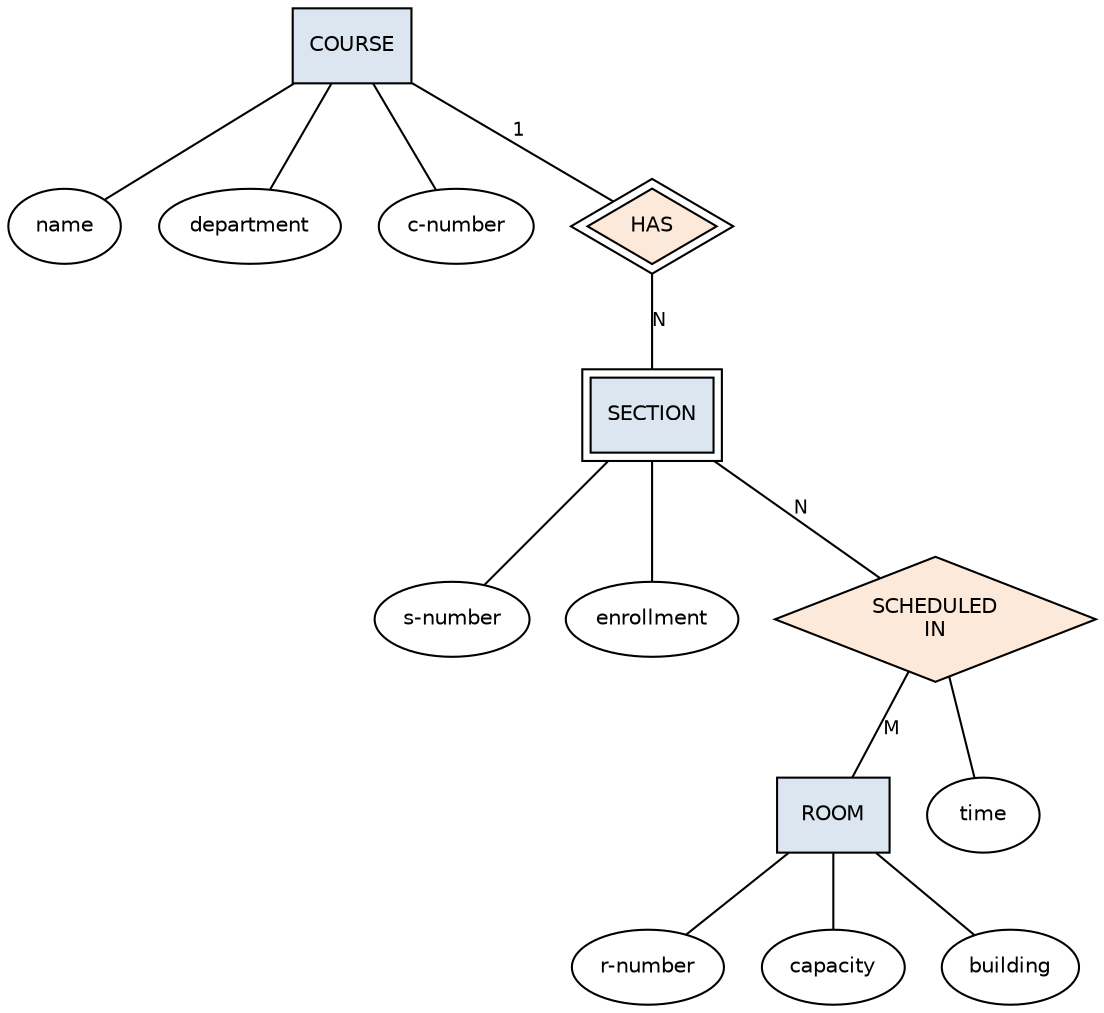 COURSE
1
name
department
c-number
HAS
N
SECTION
N
s-number
enrollment
SCHEDULED
IN
M
ROOM
time
r-number
capacity
building